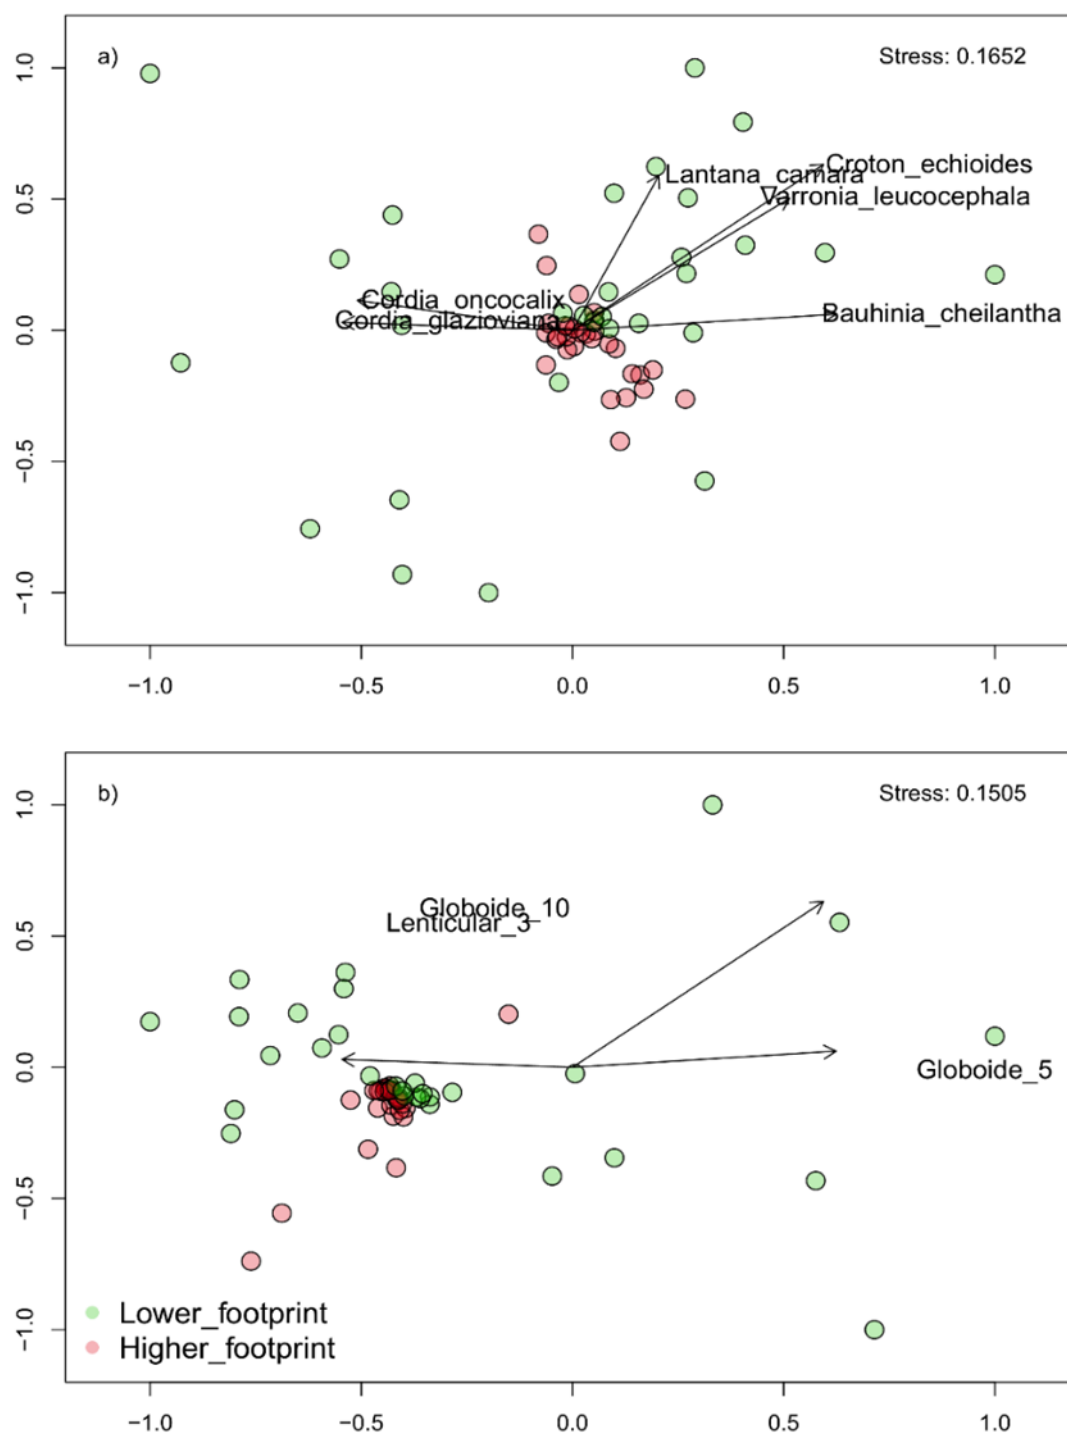 a)
Stress: 0.1652
Croton_echioides
Lantana_camara
Varronia_leucocephala
Cordia_oncocalix
Bauhinia_cheilantha
Cordia_glazioviana
1.0
0.5
0.0
−0.5
−1.0
−1.0 −0.5 0.0 0.5 1.0
b)
Stress: 0.1505
Globoide_10
Lenticular_3
Globoide_5
Lower_footprint
Higher_footprint
1.0
0.5
0.0
−0.5
−1.0
−1.0 −0.5 0.0 0.5 1.0